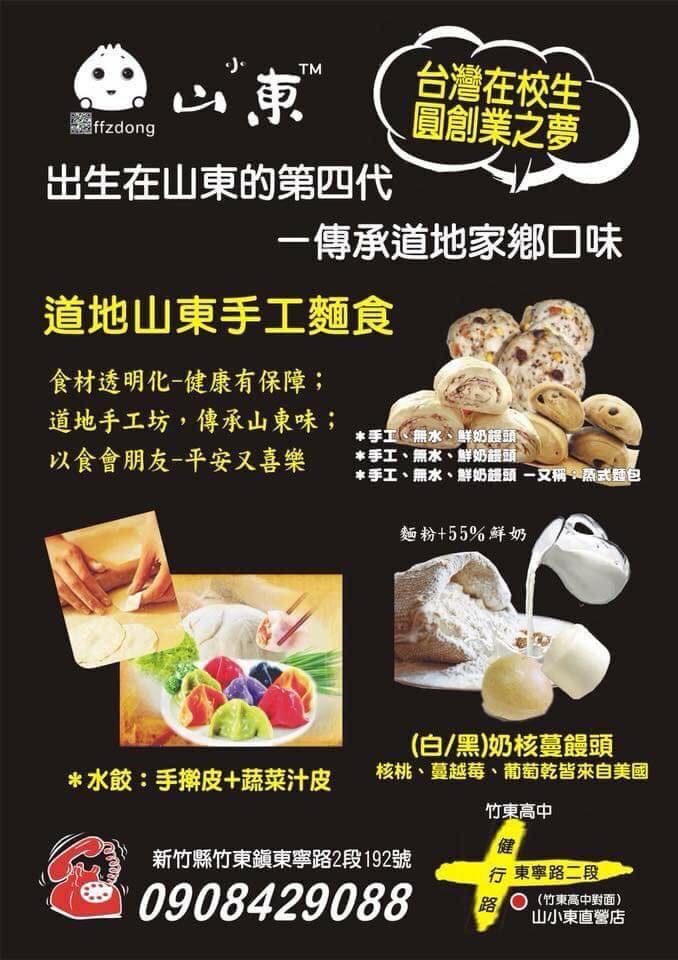 山小東™
ffzdong
台灣在校生
圓創業之夢
出生在山東的第四代
－傳承道地家鄉口味
道地山東手工麵食
食材透明化-健康有保障；
道地手工坊，傳承山東味；
以食會朋友-平安又喜樂
＊手工、無水、鮮奶饅頭
＊手工、無水、鮮奶饅頭
＊手工、無水、鮮奶饅頭 －又稱：蒸式麵包
麵粉+55%鮮奶
＊水餃：手擀皮+蔬菜汁皮
(白/黑)奶核蔓饅頭
核桃、蔓越莓、葡萄乾皆來自美國
新竹縣竹東鎮東寧路2段192號
0908429088
竹東高中
健行路
東寧路二段
（竹東高中對面）
山小東直營店